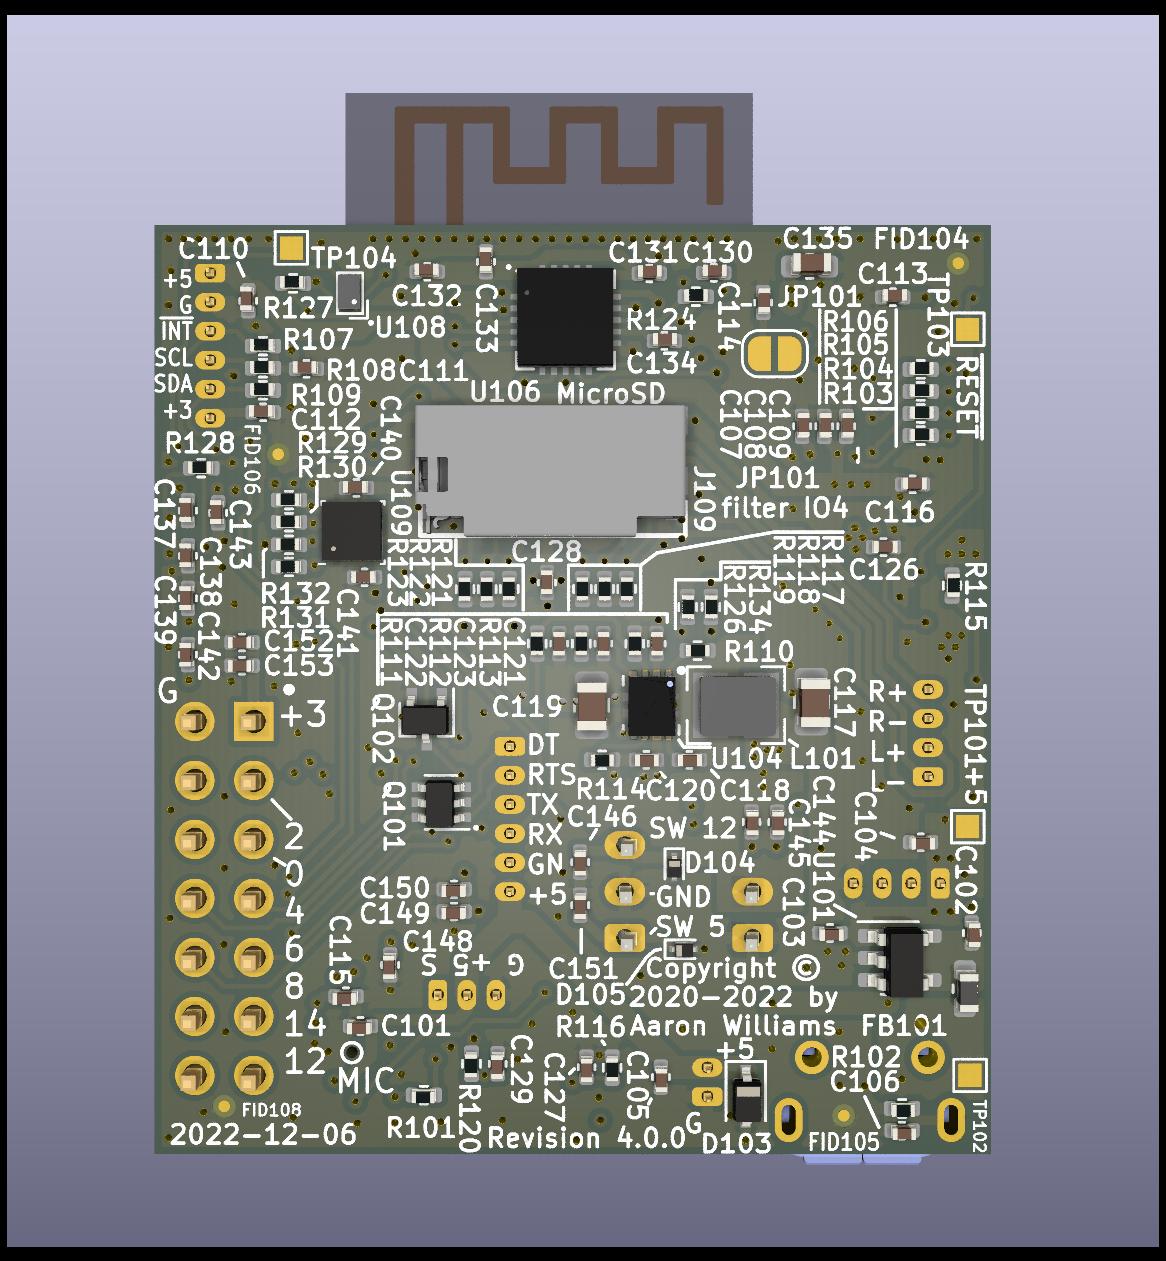 C110
TP104
C131 C130
C135
FID104
+5
G
INT
SCL
SDA
+3
R127
U108
C132
C133
R124
C134
C114
JP101
C113
TP103
R106
R105
R104
R103
RESET
R107
R108
C111
R109
C112
U106 MicroSD
C107
C108
C109
R128
FID106
R129
R130
C140
U109
J109
JP101
filter IO4
C116
C137
C143
C138
C139
C142
R132
R131
C152
C153
C141
R123
R122
R121
C128
R119
R118
R117
C126
R115
R126
R134
R111
C122
R112
C123
R113
C121
R110
G
+3
Q102
C119
U104
L101
C117
R+
R-
L+
L-
TP101+5
DT
RTS
TX
RX
GN
+5
R114
C120
C118
C146
SW 12
D104
GND
SW 5
C144
C145
C104
U101
C103
C102
Q101
2
0
4
6
8
14
12
C150
C149
C148
S +5 G
C115
C101
MIC
C151
D105
R116
Copyright ©
2020-2022 by
Aaron Williams
FB101
R102
C106
+5
G
D103
C129
C127
C105
R120
R101
FID108
2022-12-06
Revision 4.0.0
FID105
TP102